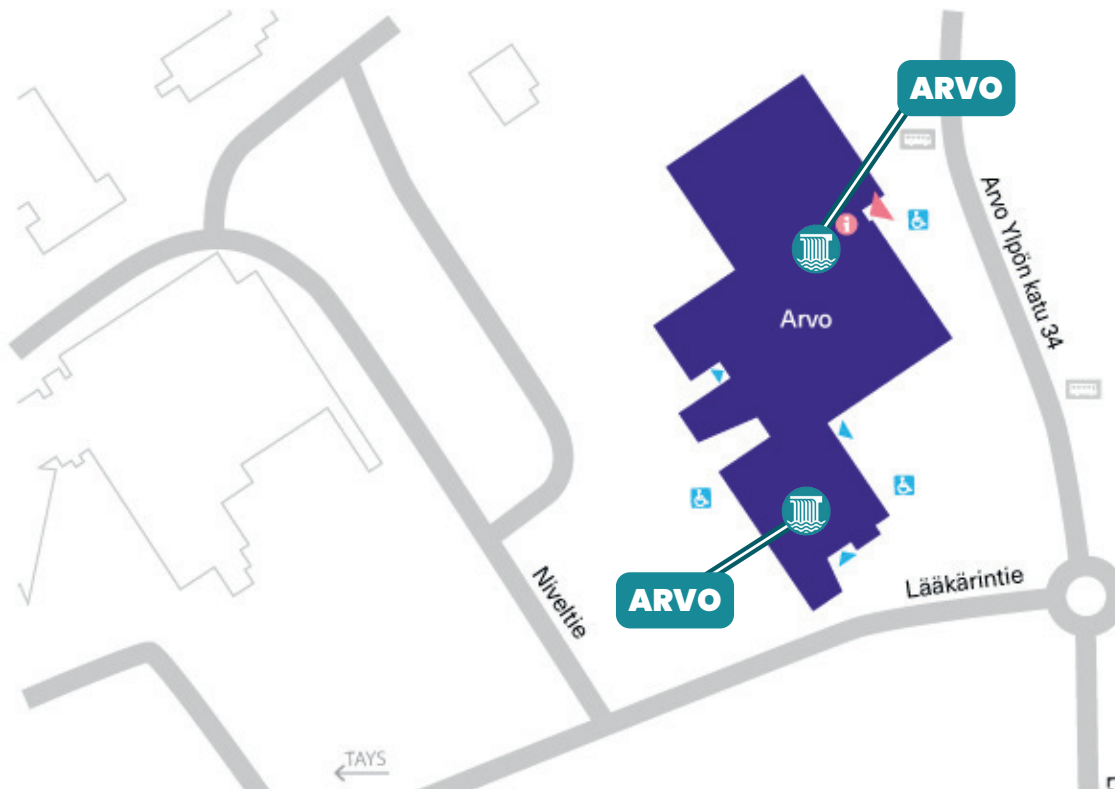 ARVO
Arvo Ylpön katu 34
Arvo
ARVO
Niveltie
Lääkärintie
TAYS